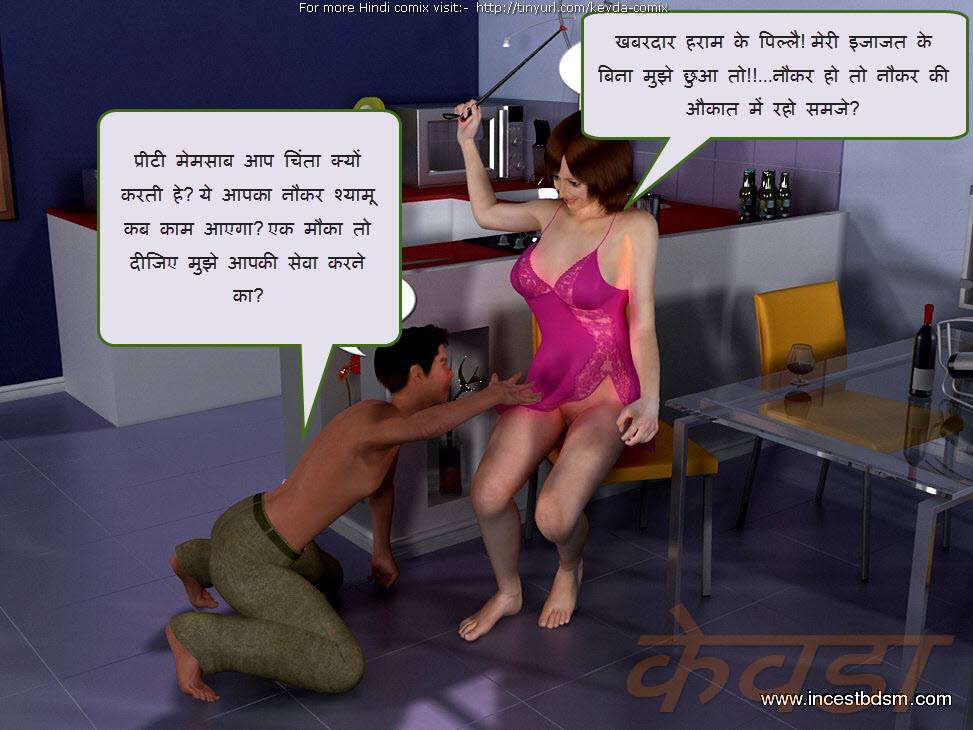 For more Hindi comix visit:- http://tinyurl.com/kevda-comix
खबरदार हराम के पिल्लै! मेरी इजाजत के
बिना मुझे छुआ तो!!...नौकर हो तो नौकर की
औकात में रहो समजे?
प्रीटी मेमसाब आप चिंता क्यों
करती हे? ये आपका नौकर श्यामू
कब काम आएगा? एक मौका तो
दीजिए मुझे आपकी सेवा करने
का?
केवडा
www.incestbdsm.com